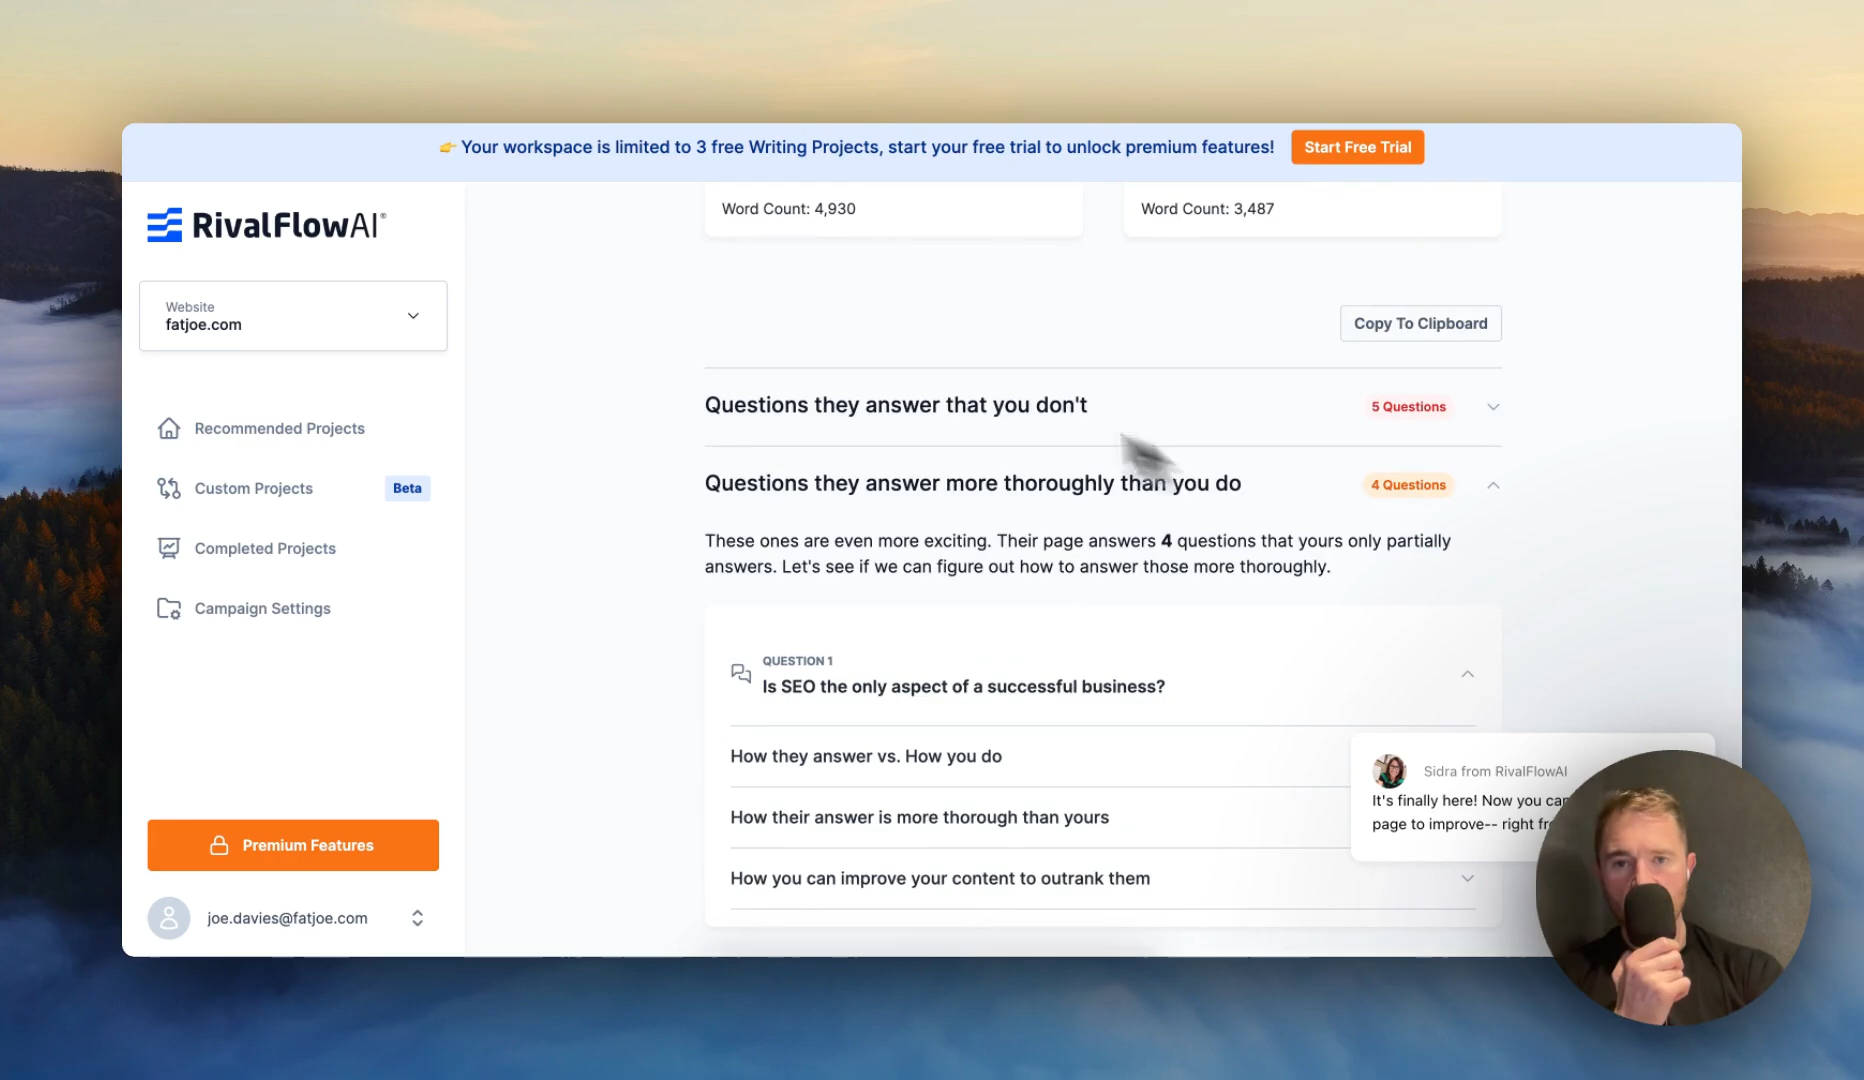 👉 Your workspace is limited to 3 free Writing Projects, start your free trial to unlock premium features!
Start Free Trial
RivalFlowAI®
Website
fatjoe.com
Recommended Projects
Custom Projects
Beta
Completed Projects
Campaign Settings
Premium Features
joe.davies@fatjoe.com
Word Count: 4,930
Word Count: 3,487
Copy To Clipboard
Questions they answer that you don't
5 Questions
Questions they answer more thoroughly than you do
4 Questions
These ones are even more exciting. Their page answers 4 questions that yours only partially
answers. Let's see if we can figure out how to answer those more thoroughly.
QUESTION 1
Is SEO the only aspect of a successful business?
How they answer vs. How you do
How their answer is more thorough than yours
How you can improve your content to outrank them
Sidra from RivalFlowAI
It's finally here! Now you can
page to improve-- right